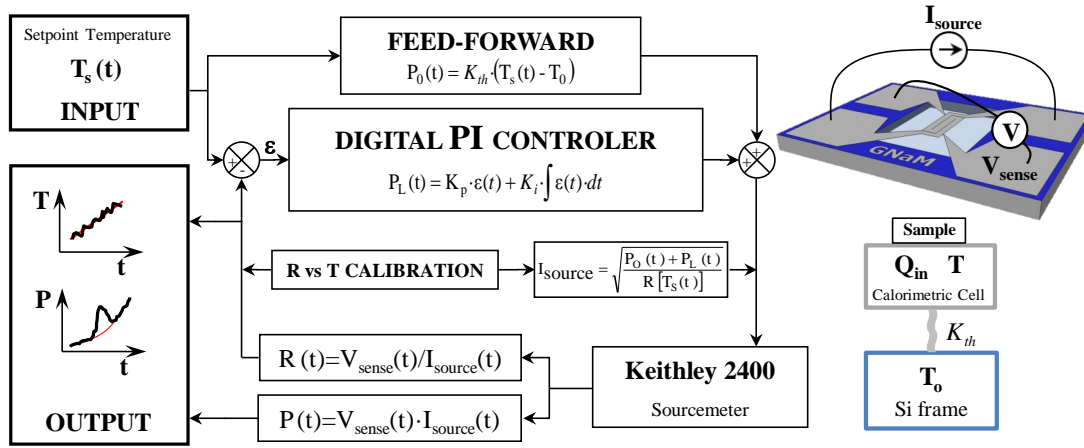 Setpoint Temperature
T_s(t)
INPUT
FEED-FORWARD
P_0(t) = K_th·(T_s(t) - T_0)
I_source
+
-
ε
DIGITAL PI CONTROLER
P_L(t) = K_p·ε(t) + K_i·∫ε(t)·dt
+
+
V
V_sense
GNaM
T
t
P
t
OUTPUT
R vs T CALIBRATION
I_source = √((P_O(t) + P_L(t))/(R[T_S(t)]))
R(t)=V_sense(t)/I_source(t)
P(t)=V_sense(t)·I_source(t)
Keithley 2400
Sourcemeter
Sample
Q_in T
Calorimetric Cell
K_th
T_o
Si frame